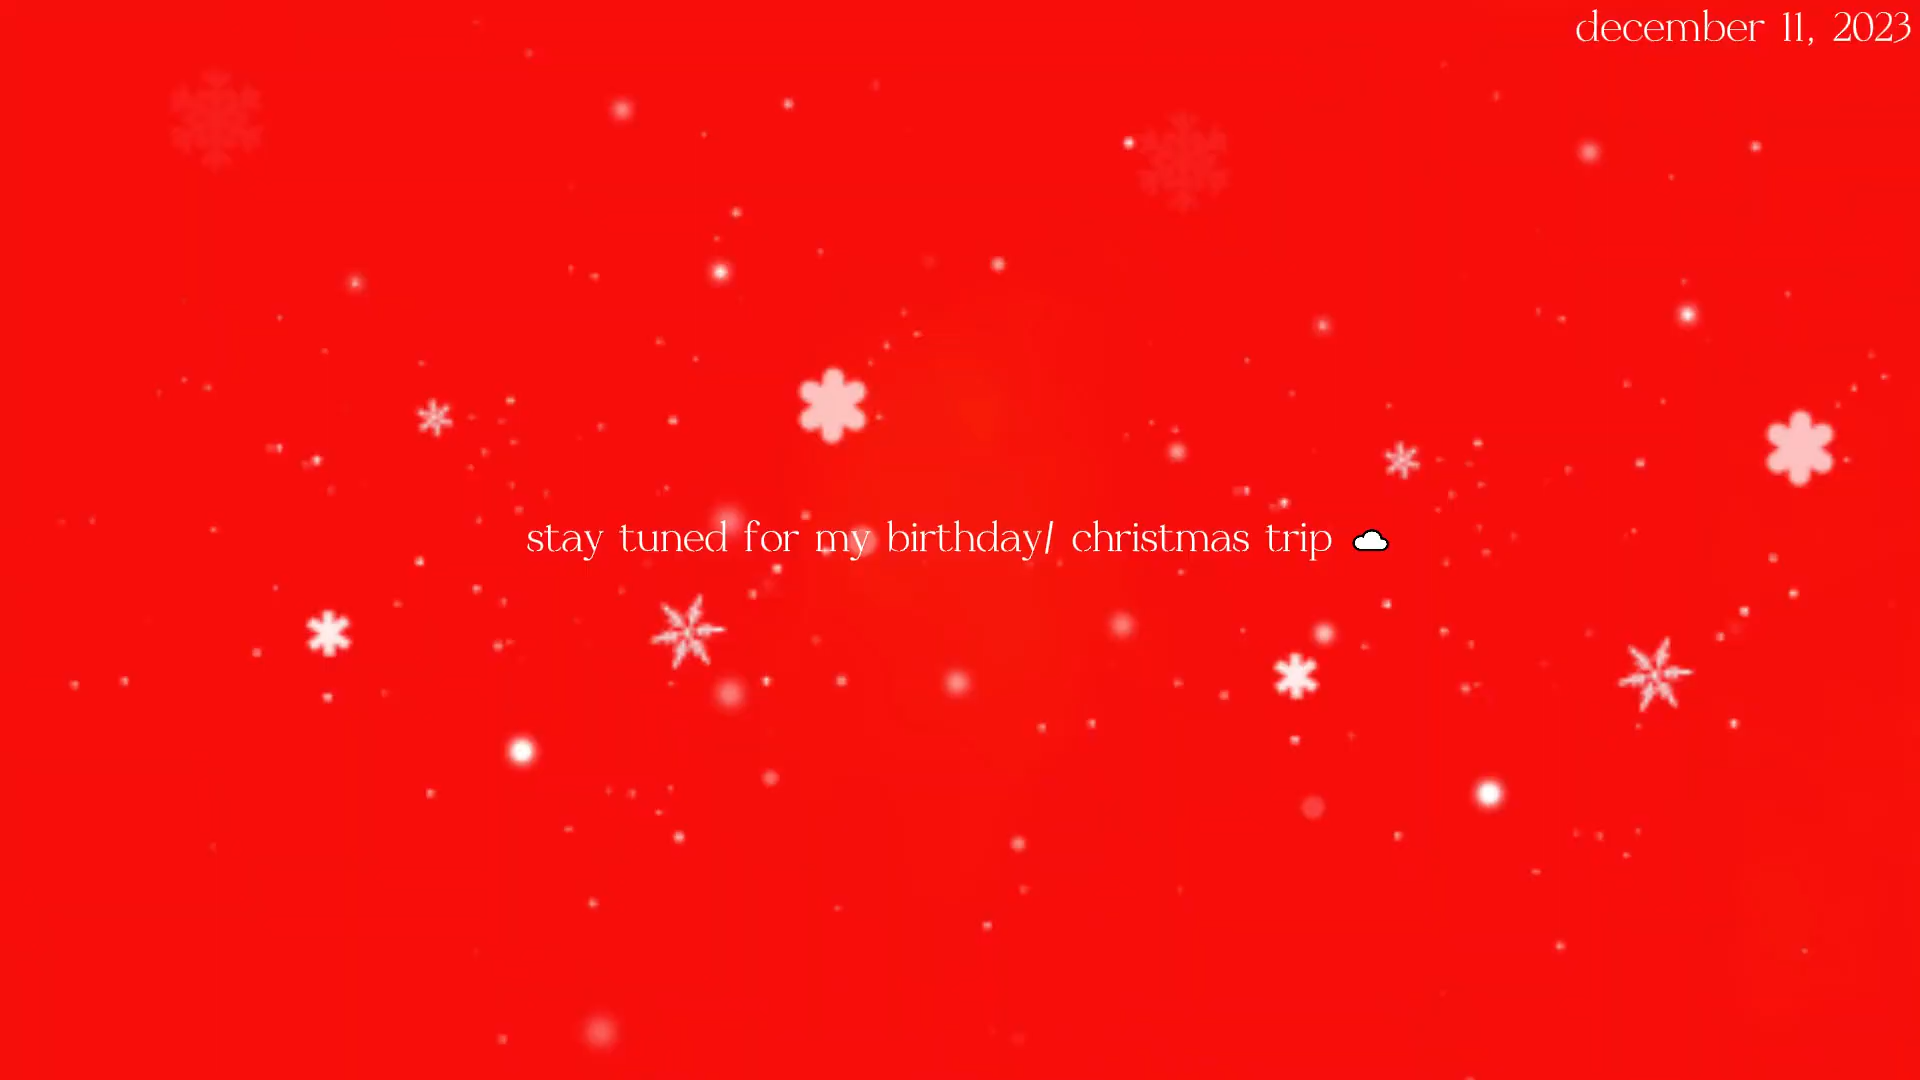 december 11, 2023
stay tuned for my birthday/ christmas trip ☁️